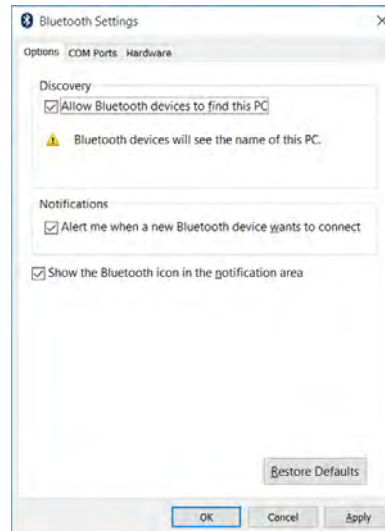 Bluetooth Settings
Options COM Ports Hardware
Discovery
Allow Bluetooth devices to find this PC
Bluetooth devices will see the name of this PC.
Notifications
Alert me when a new Bluetooth device wants to connect
Show the Bluetooth icon in the notification area
Restore Defaults
OK Cancel Apply